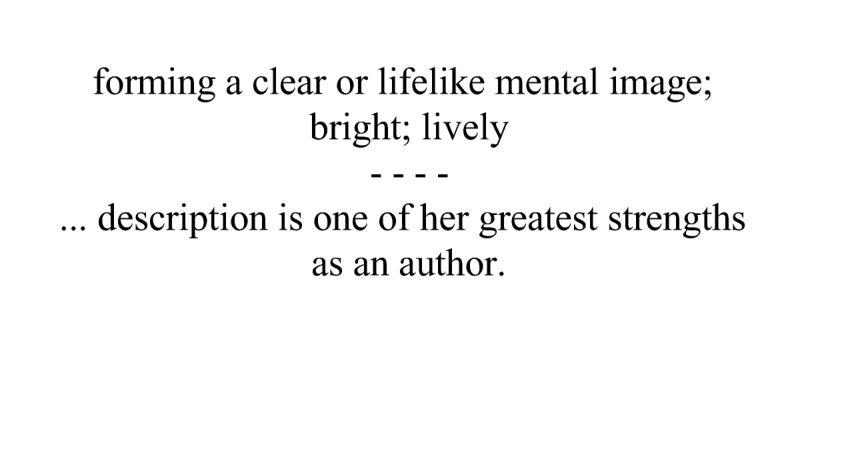 forming a clear or lifelike mental image;
bright; lively
- - - -
... description is one of her greatest strengths
as an author.